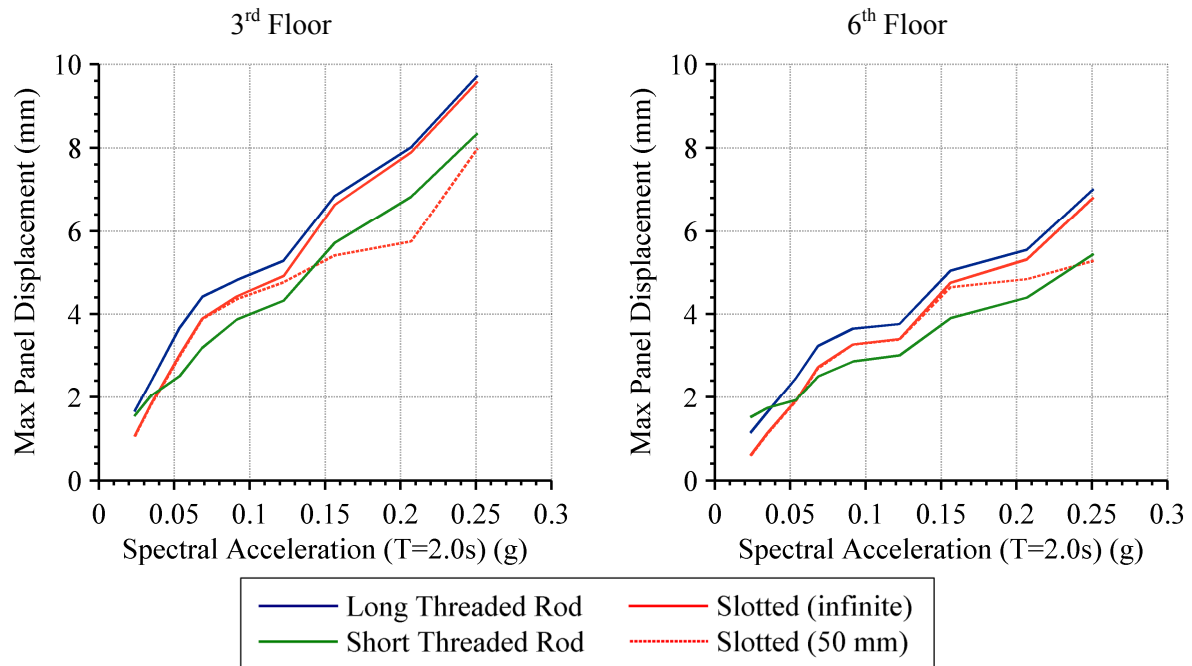 3rd Floor
Max Panel Displacement (mm)
10
8
6
4
2
0
0 0.05 0.1 0.15 0.2 0.25 0.3
Spectral Acceleration (T=2.0s) (g)
6th Floor
Max Panel Displacement (mm)
10
8
6
4
2
0
0 0.05 0.1 0.15 0.2 0.25 0.3
Spectral Acceleration (T=2.0s) (g)
Long Threaded Rod
Short Threaded Rod
Slotted (infinite)
Slotted (50 mm)